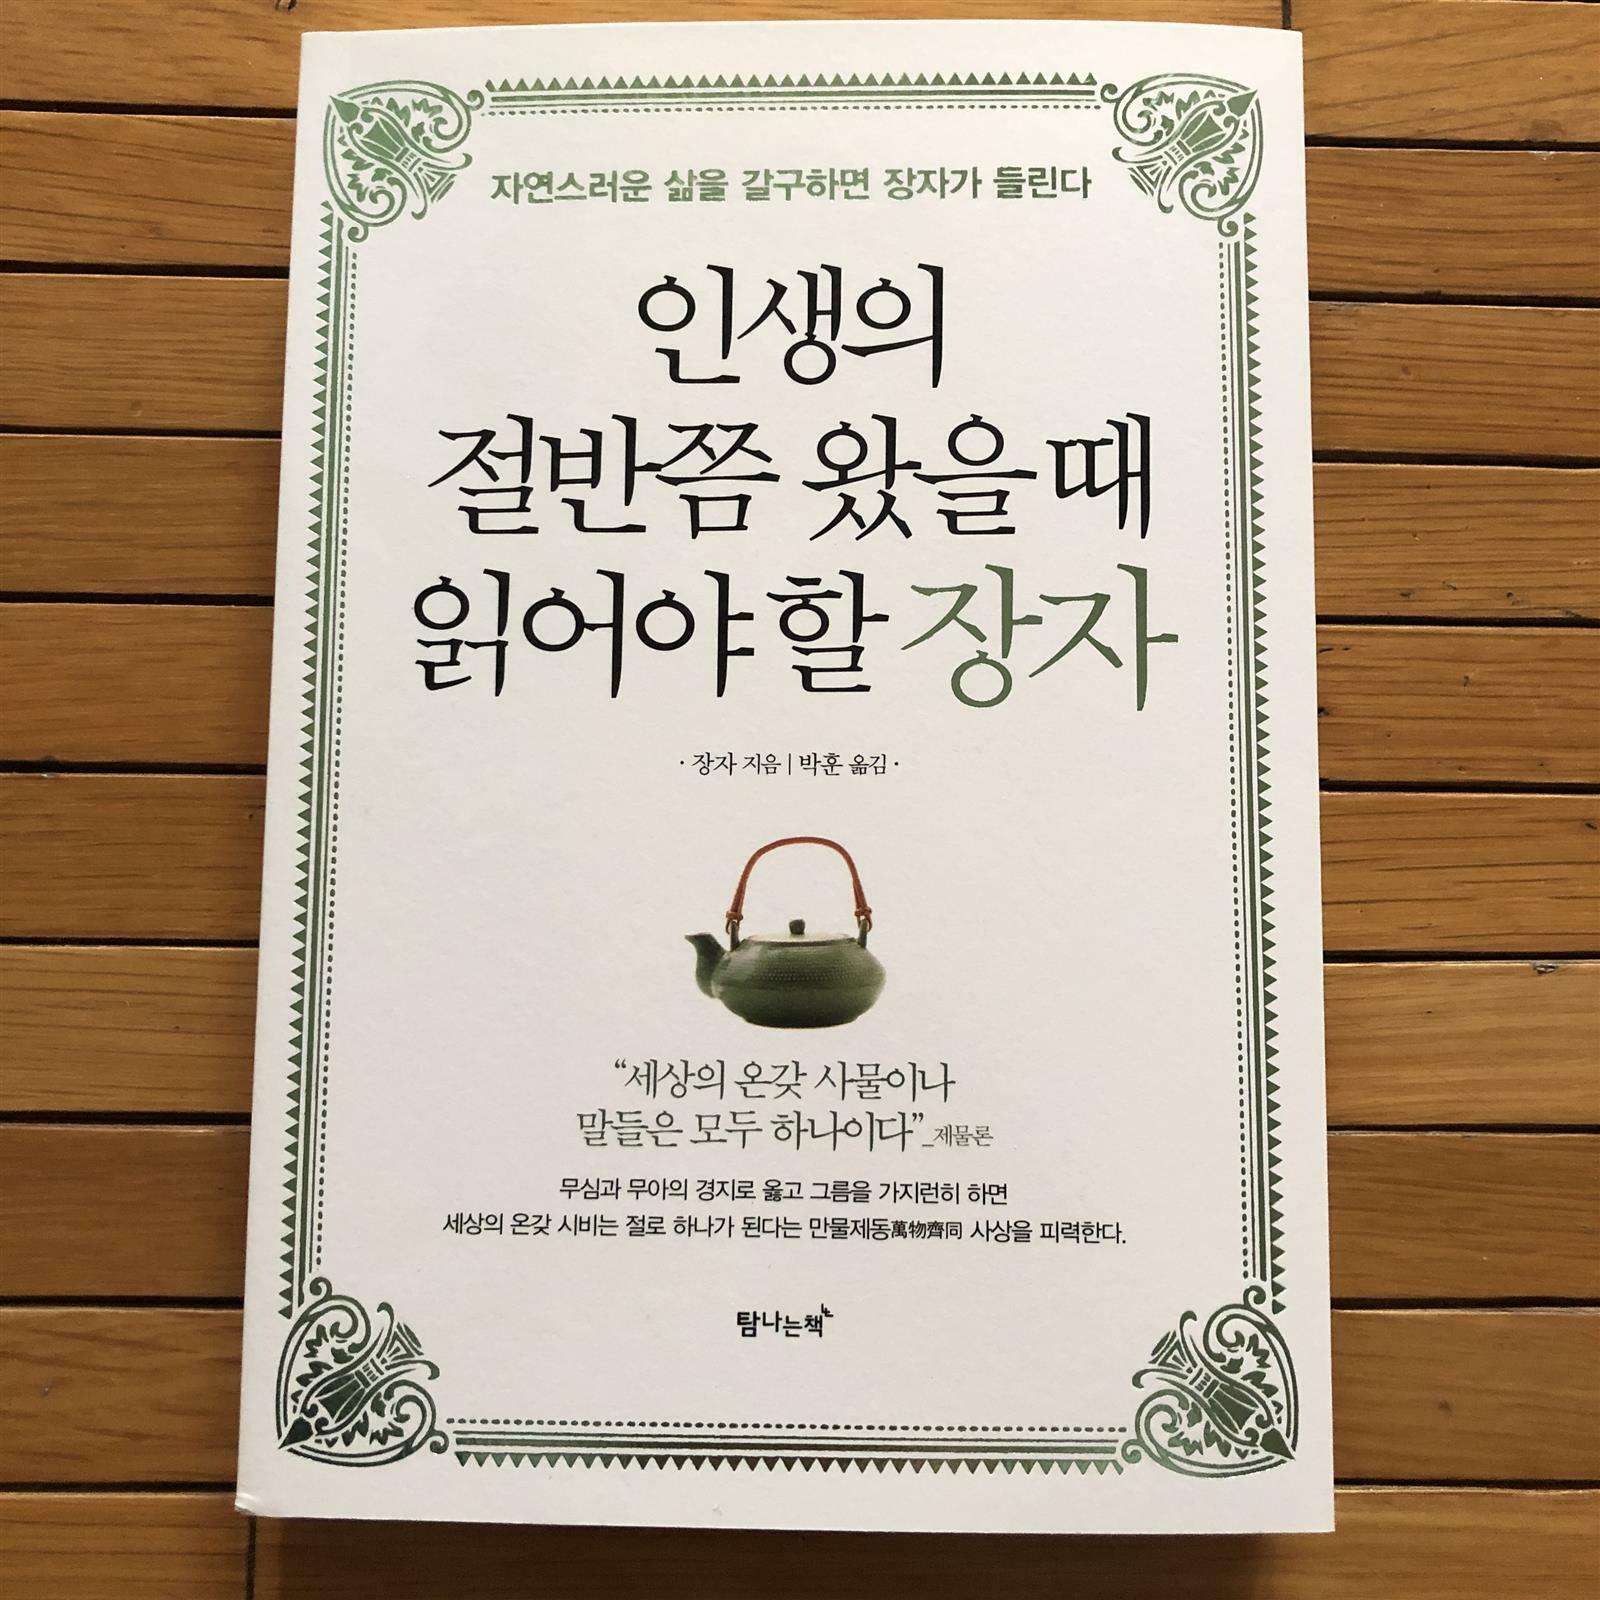 자연스러운 삶을 갈구하면 장자가 들린다
인생의
절반쯤 왔을 때
읽어야 할 장자
· 장자 지음 | 박훈 옮김 ·
“세상의 온갖 사물이나
말들은 모두 하나이다”_제물론
무심과 무아의 경지로 옳고 그름을 가지런히 하면
세상의 온갖 시비는 절로 하나가 된다는 만물제동萬物齊同 사상을 피력한다.
탐나는책